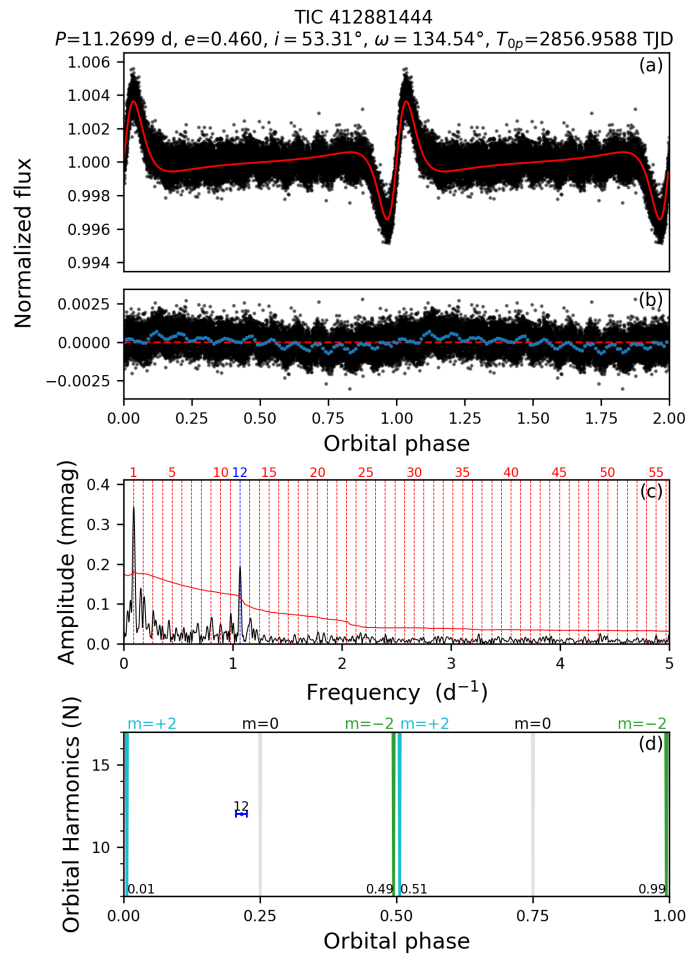 TIC 412881444
P=11.2699 d, e=0.460, i = 53.31°, ω = 134.54°, T0p=2856.9588 TJD
(a)
1.006
1.004
1.002
1.000
0.998
0.996
0.994
Normalized flux
(b)
0.0025
0.0000
−0.0025
0.00 0.25 0.50 0.75 1.00 1.25 1.50 1.75 2.00
Orbital phase
1 5 10 12 15 20 25 30 35 40 45 50 55
(c)
0.4
0.3
0.2
0.1
0.0
Amplitude (mmag)
0 1 2 3 4 5
Frequency (d⁻¹)
m=+2 m=0 m=−2 m=+2 m=0 m=−2
(d)
15
10
Orbital Harmonics (N)
12
0.01 0.49 0.51 0.99
0.00 0.25 0.50 0.75 1.00
Orbital phase